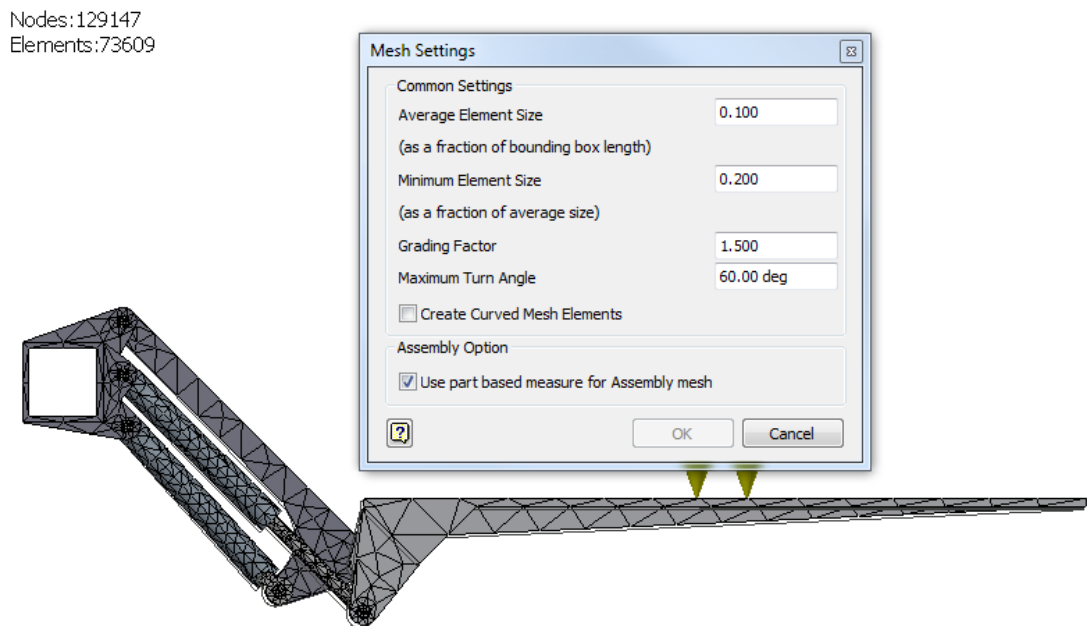 Nodes:129147
Elements:73609
Mesh Settings
Common Settings
Average Element Size 0.100
(as a fraction of bounding box length)
Minimum Element Size 0.200
(as a fraction of average size)
Grading Factor 1.500
Maximum Turn Angle 60.00 deg
Create Curved Mesh Elements
Assembly Option
Use part based measure for Assembly mesh
? OK Cancel